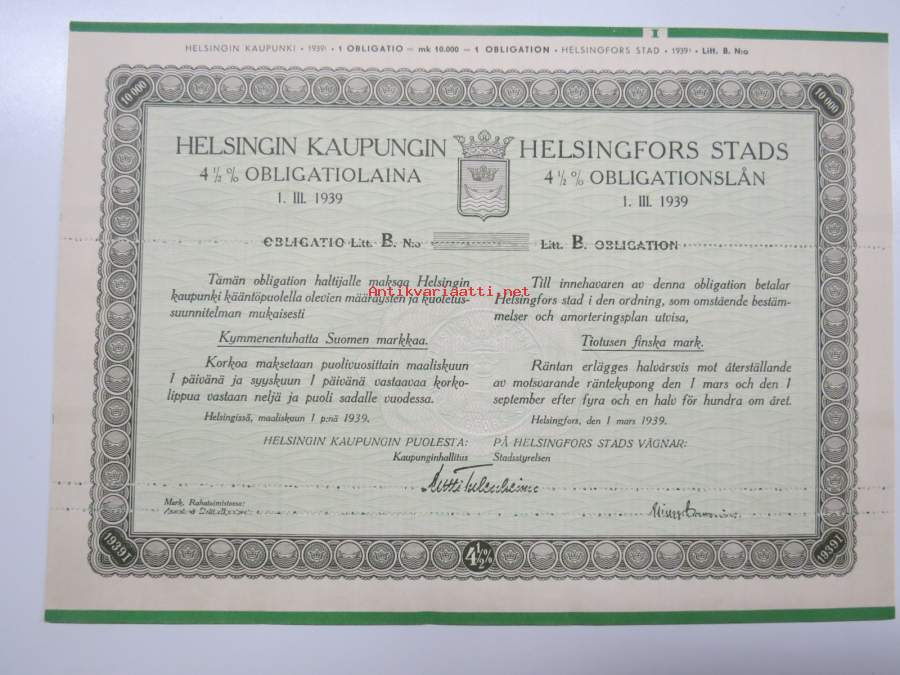 I
HELSINGIN KAUPUNKI • 1939I • 1 OBLIGATIO — mk 10.000 — 1 OBLIGATION • HELSINGFORS STAD • 1939I • Litt. B. N:o
10 000
10 000
HELSINGIN KAUPUNGIN
4 ½ % OBLIGATIOLAINA
1. III. 1939
HELSINGFORS STADS
4 ½ % OBLIGATIONSLÅN
1. III. 1939
OBLIGATIO Litt. B. N:o
Litt. B. OBLIGATION
Tämän obligation haltijalle maksaa Helsingin
kaupunki kääntöpuolella olevien määräysten ja kuoletus-
suunnitelman mukaisesti
Kymmenentuhatta Suomen markkaa.
Korkoa maksetaan puolivuosittain maaliskuun
1 päivänä ja syyskuun 1 päivänä vastaavaa korko-
lippua vastaan neljä ja puoli sadalle vuodessa.
Helsingissä, maaliskuun 1 p:nä 1939.
Till innehavaren av denna obligation betalar
Helsingfors stad i den ordning, som omstående bestäm-
melser och amorteringsplan utvisa,
Tiotusen finska mark.
Räntan erlägges halvårsvis mot återställande
av motsvarande räntekupong den 1 mars och den 1
september efter fyra och en halv för hundra om året.
Helsingfors, den 1 mars 1939.
Antikvariaatti.net
HELSINGIN KAUPUNGIN PUOLESTA:
Kaupunginhallitus
PÅ HELSINGFORS STADS VÄGNAR:
Stadsstyrelsen
Merk. Rahatoimistossa:
1939 I
4½%
1939 I